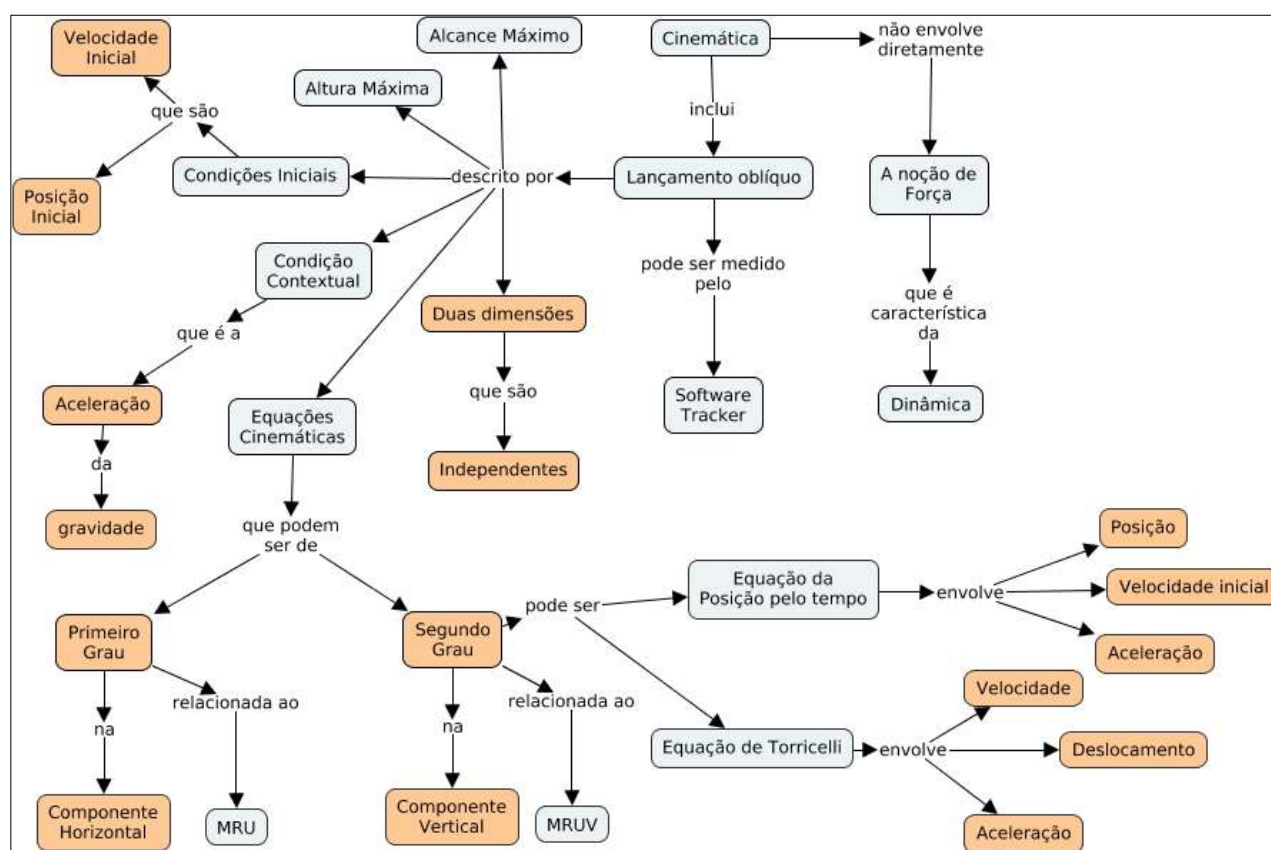 Velocidade
Inicial
Alcance Máximo
Cinemática
não envolve
diretamente
Altura Máxima
que são
inclui
Posição
Inicial
Condições Iniciais
descrito por
Lançamento oblíquo
A noção de
Força
Condição
Contextual
pode ser medido
pelo
que é
característica
da
que é a
Duas dimensões
Aceleração
Equações
Cinemáticas
que são
Software
Tracker
Dinâmica
da
Independentes
gravidade
que podem
ser de
Equação da
Posição pelo tempo
envolve
Posição
Velocidade inicial
Aceleração
pode ser
Primeiro
Grau
Segundo
Grau
relacionada ao
relacionada ao
na
na
Equação de Torricelli
envolve
Velocidade
Deslocamento
Aceleração
Componente
Horizontal
MRU
Componente
Vertical
MRUV